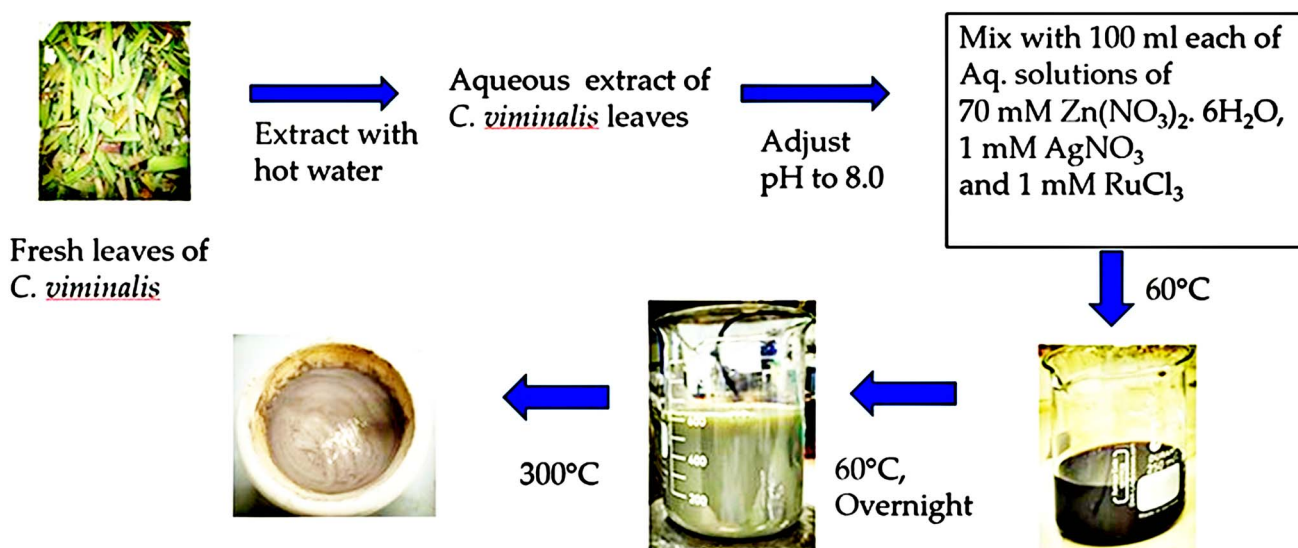 Extract with
hot water
Aqueous extract of
C. viminalis leaves
Adjust
pH to 8.0
Mix with 100 ml each of
Aq. solutions of
70 mM Zn(NO₃)₂. 6H₂O,
1 mM AgNO₃
and 1 mM RuCl₃
Fresh leaves of
C. viminalis
60°C
60°C,
Overnight
300°C